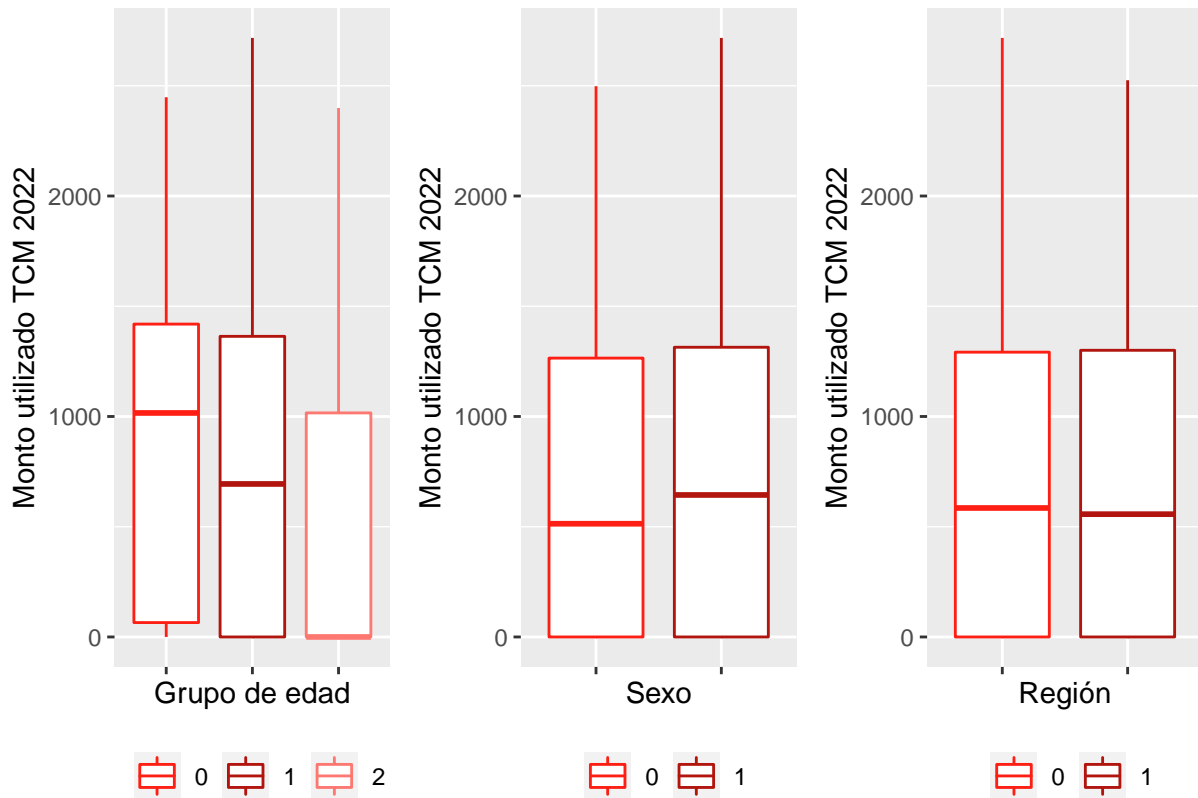 Monto utilizado TCM 2022
2000
1000
0
Grupo de edad
0 1 2
Monto utilizado TCM 2022
2000
1000
0
Sexo
0 1
Monto utilizado TCM 2022
2000
1000
0
Región
0 1